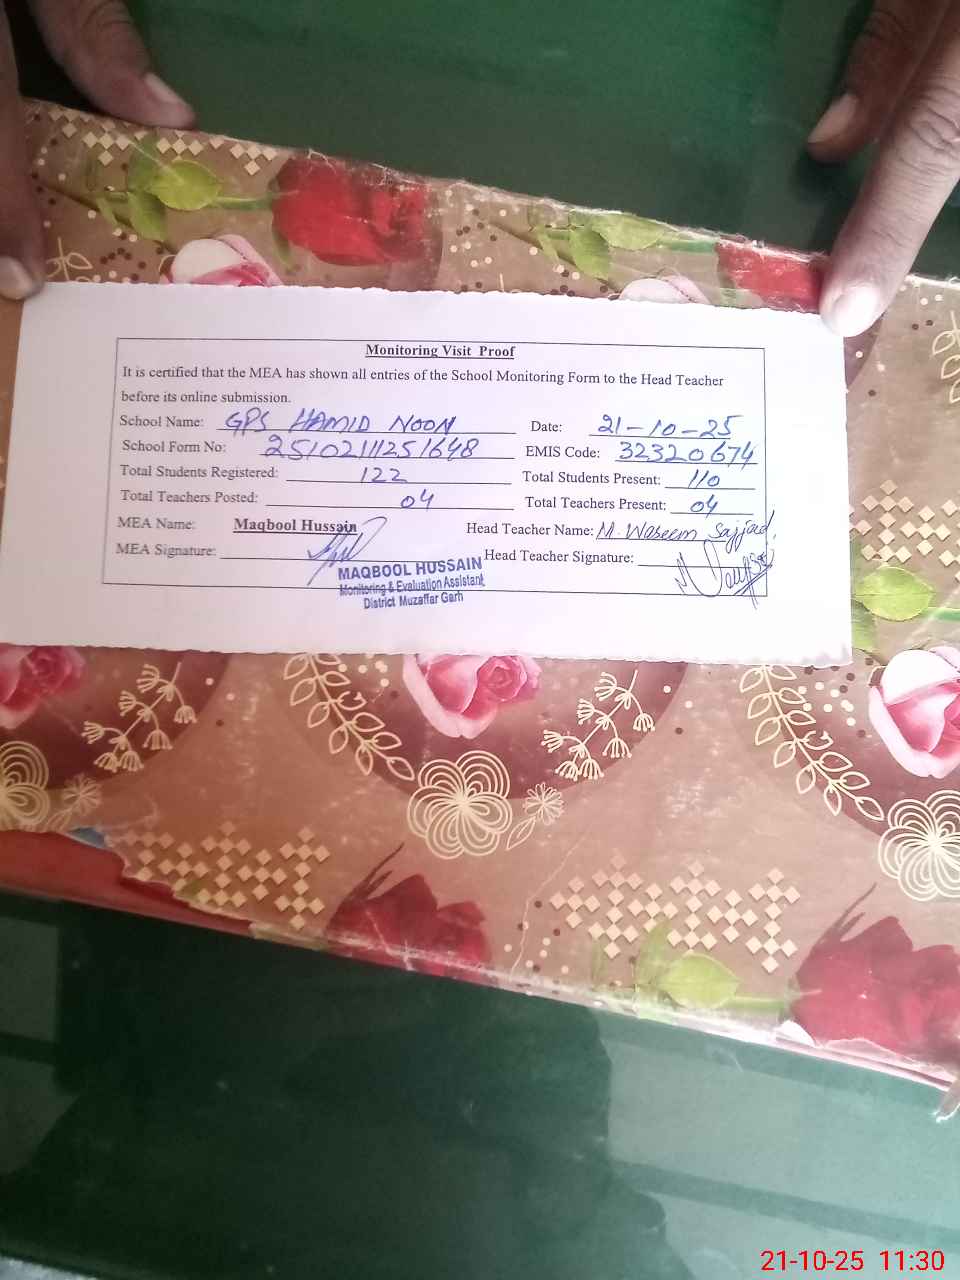 Monitoring Visit Proof
It is certified that the MEA has shown all entries of the School Monitoring Form to the Head Teacher
before its online submission.
School Name: GPS HAMID NOON Date: 21-10-25
School Form No: 251021111251648 EMIS Code: 32320674
Total Students Registered: 122 Total Students Present: 110
Total Teachers Posted: 04 Total Teachers Present: 04
MEA Name: Maqbool Hussain Head Teacher Name: M. Waseem Sajjad
MEA Signature: Head Teacher Signature:
MAQBOOL HUSSAIN
Monitoring & Evaluation Assistant
District Muzaffar Garh
21-10-25 11:30